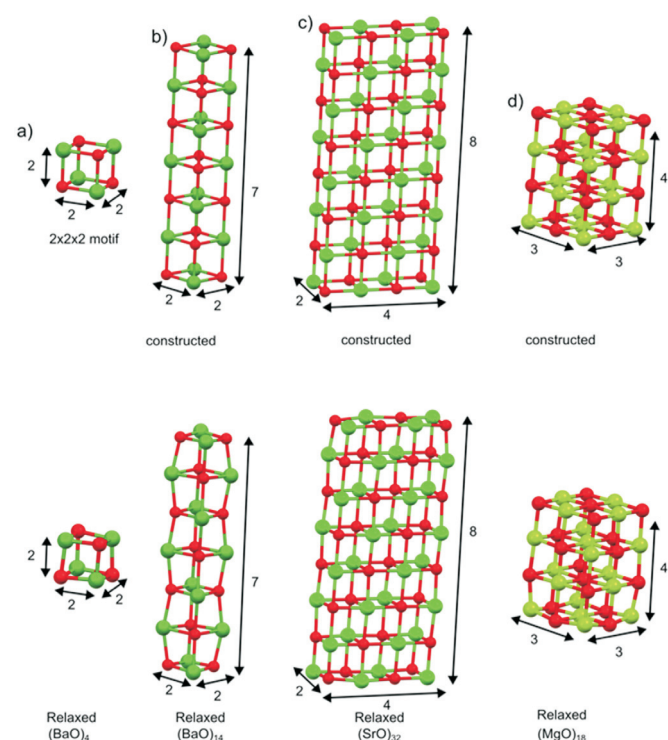 a)
b)
c)
d)
2
2
2
2x2x2 motif
7
2
2
constructed
8
2
4
constructed
4
3
3
constructed
2
2
2
Relaxed
(BaO)₄
7
2
2
Relaxed
(BaO)₁₄
8
2
4
Relaxed
(SrO)₃₂
4
3
3
Relaxed
(MgO)₁₈